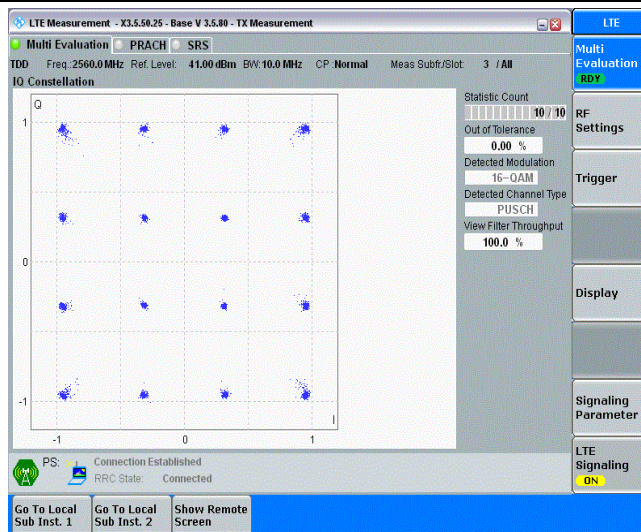 LTE Measurement - X3.5.50.25 - Base V 3.5.80 - TX Measurement
LTE
Multi Evaluation PRACH SRS
Multi
Evaluation
RDY
TDD Freq.:2560.0 MHz Ref. Level: 41.00 dBm BW:10.0 MHz CP :Normal Meas Subfr./Slot: 3 / All
IQ Constellation
Q
1
0
-1
-1 0 1
I
Statistic Count
10 / 10
Out of Tolerance
0.00 %
Detected Modulation
16-QAM
Detected Channel Type
PUSCH
View Filter Throughput
100.0 %
RF
Settings
Trigger
Display
Signaling
Parameter
LTE
Signaling
ON
PS: Connection Established
RRC State: Connected
Go To Local
Sub Inst. 1
Go To Local
Sub Inst. 2
Show Remote
Screen